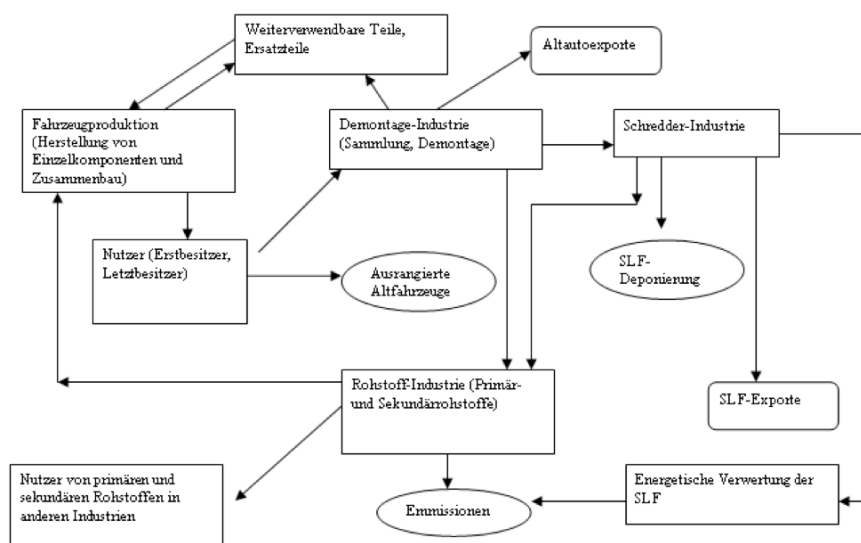 Weiterverwendbare Teile,
Ersatzteile
Altautoexporte
Fahrzeugproduktion
(Herstellung von
Einzelkomponenten und
Zusammenbau)
Demontage-Industrie
(Sammlung, Demontage)
Schredder-Industrie
Nutzer (Erstbesitzer,
Letztbesitzer)
Ausrangierte
Altfahrzeuge
SLF-
Deponierung
Rohstoff-Industrie (Primär-
und Sekundärrohstoffe)
SLF-Exporte
Nutzer von primären und
sekundären Rohstoffen in
anderen Industrien
Emmissionen
Energetische Verwertung der
SLF